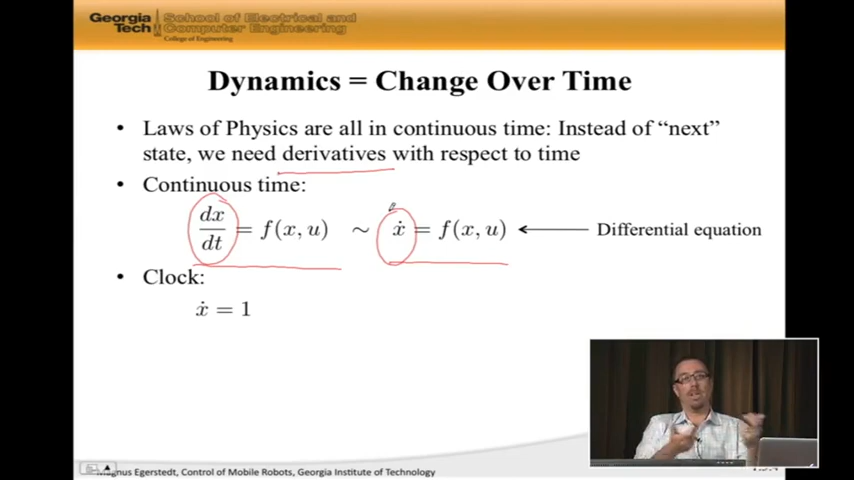 Georgia Tech
School of Electrical and Computer Engineering
College of Engineering
Dynamics = Change Over Time
• Laws of Physics are all in continuous time: Instead of “next”
state, we need derivatives with respect to time
• Continuous time:
dx/dt = f(x, u) ∼ ẋ = f(x, u) ← Differential equation
• Clock:
ẋ = 1
Magnus Egerstedt, Control of Mobile Robots, Georgia Institute of Technology